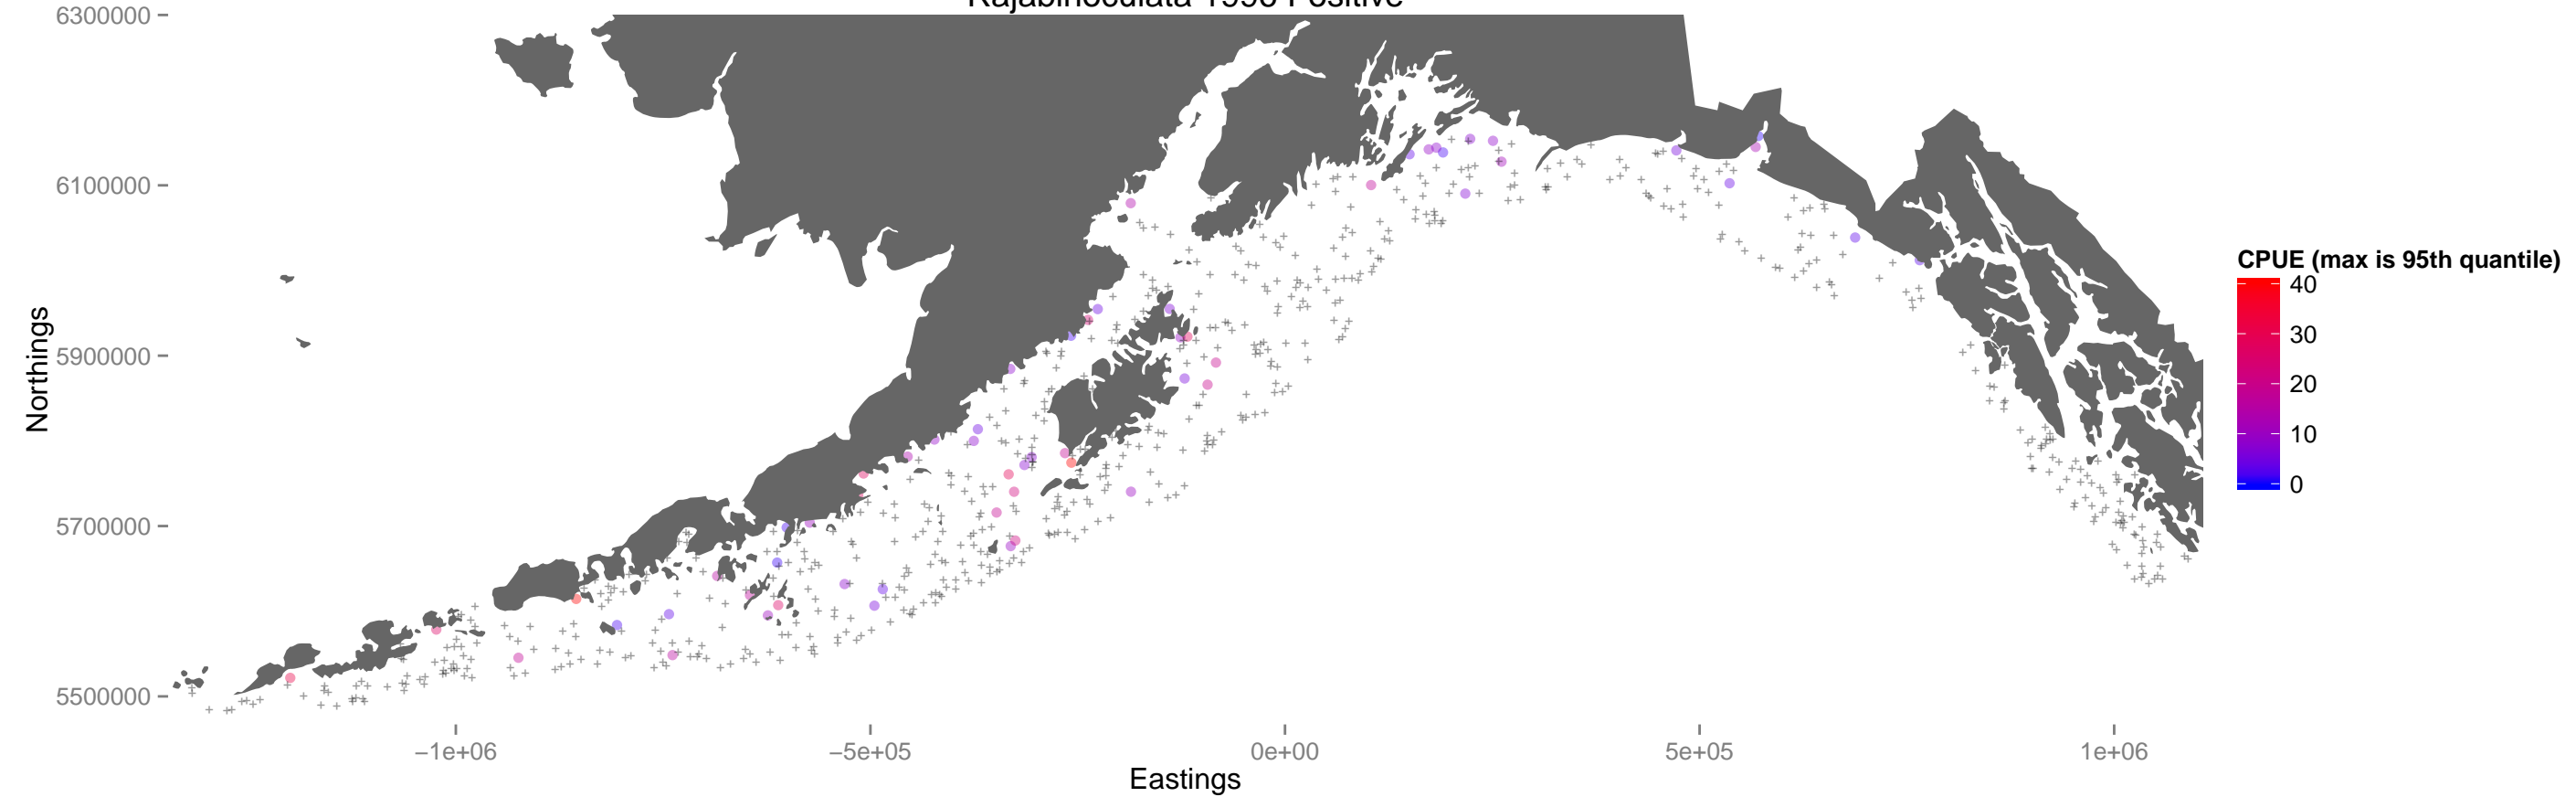 6300000
6100000
5900000
5700000
5500000
Northings
−1e+06
−5e+05
0e+00
5e+05
1e+06
Eastings
CPUE (max is 95th quantile)
40
30
20
10
0